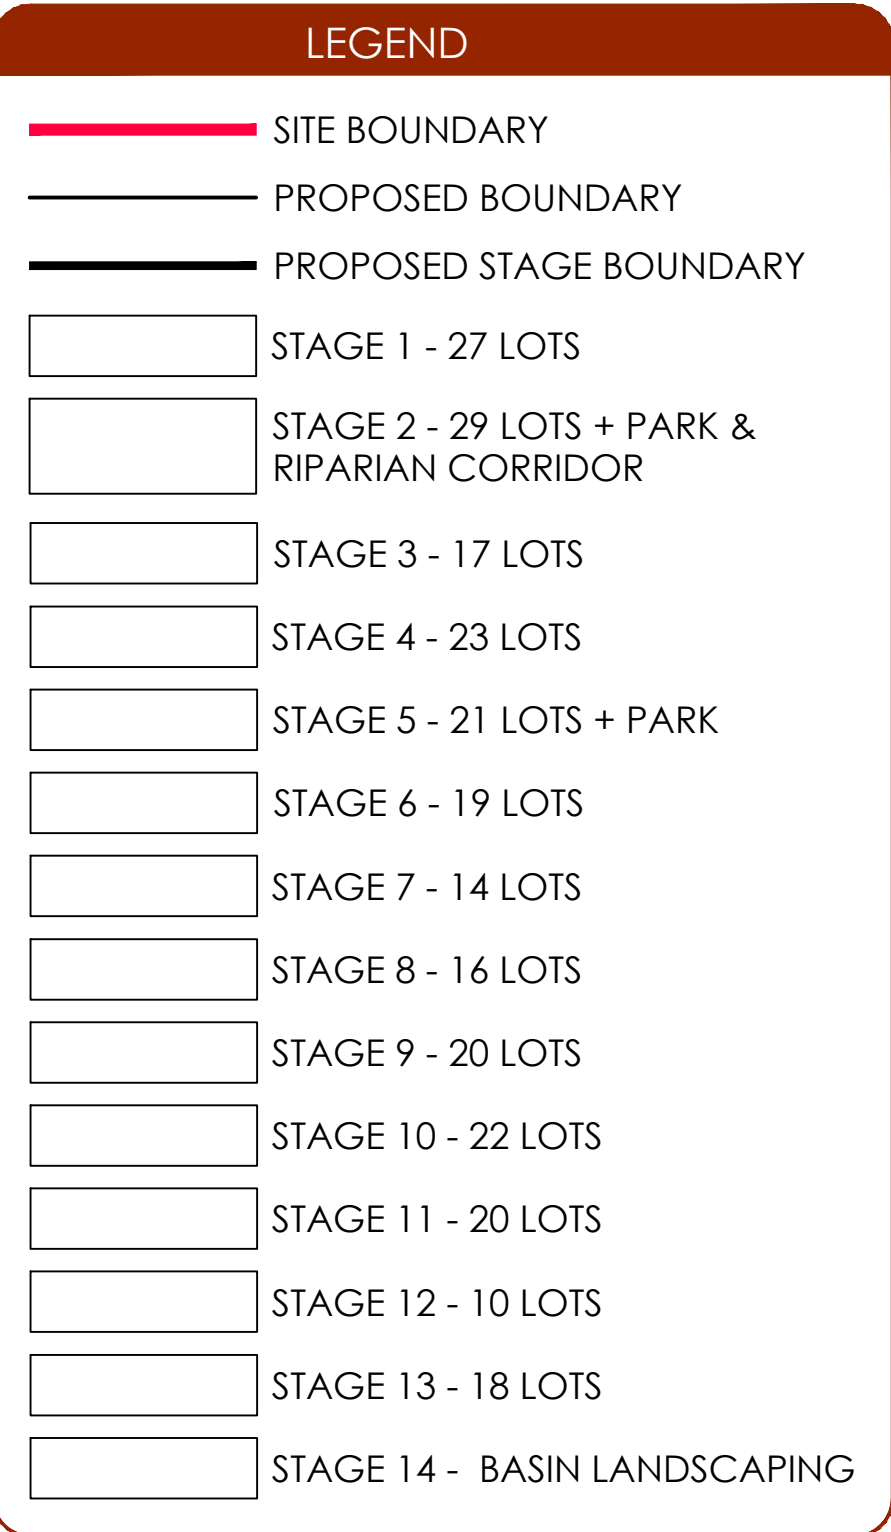 LEGEND
SITE BOUNDARY
PROPOSED BOUNDARY
PROPOSED STAGE BOUNDARY
STAGE 1 - 27 LOTS
STAGE 2 - 29 LOTS + PARK &
RIPARIAN CORRIDOR
STAGE 3 - 17 LOTS
STAGE 4 - 23 LOTS
STAGE 5 - 21 LOTS + PARK
STAGE 6 - 19 LOTS
STAGE 7 - 14 LOTS
STAGE 8 - 16 LOTS
STAGE 9 - 20 LOTS
STAGE 10 - 22 LOTS
STAGE 11 - 20 LOTS
STAGE 12 - 10 LOTS
STAGE 13 - 18 LOTS
STAGE 14 -  BASIN LANDSCAPING